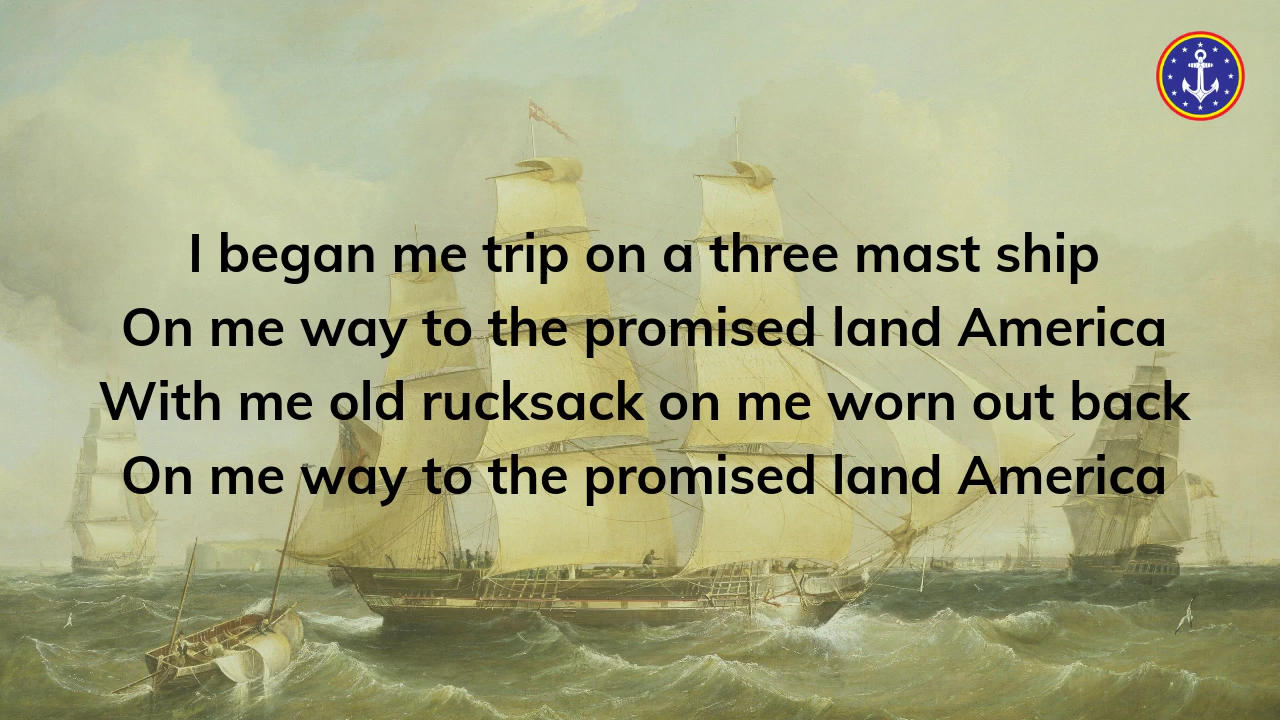 I began me trip on a three mast ship
On me way to the promised land America
With me old rucksack on me worn out back
On me way to the promised land America